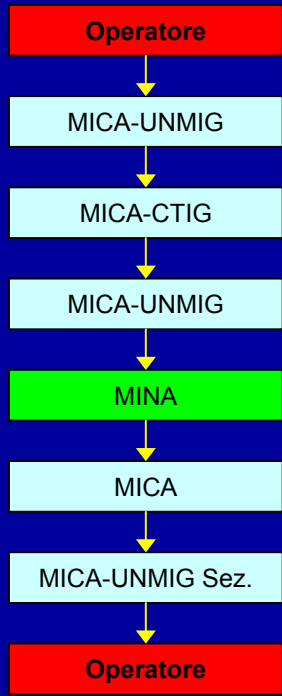 Operatore
MICA-UNMIG
MICA-CTIG
MICA-UNMIG
MINA
MICA
MICA-UNMIG Sez.
Operatore